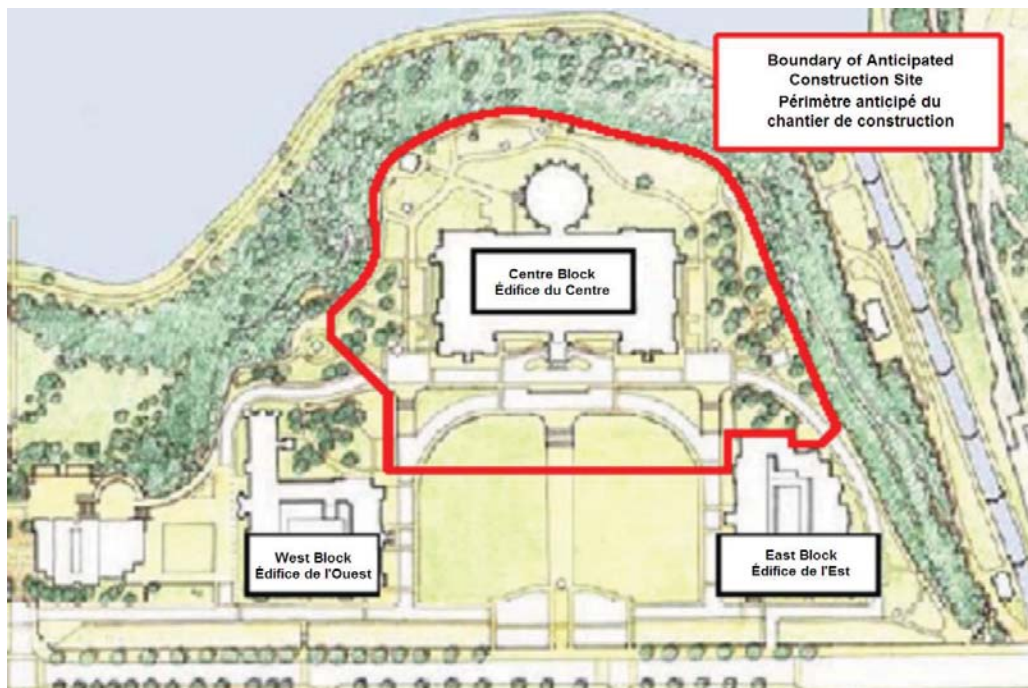 Boundary of Anticipated
Construction Site
Périmètre anticipé du
chantier de construction
Centre Block
Édifice du Centre
West Block
Édifice de l'Ouest
East Block
Édifice de l'Est